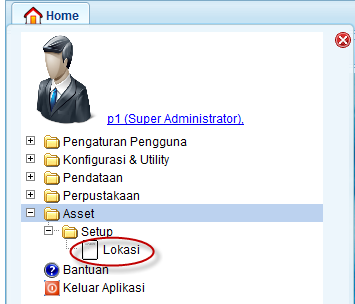 Home
p1 (Super Administrator).
Pengaturan Pengguna
Konfigurasi & Utility
Pendataan
Perpustakaan
Asset
Setup
Lokasi
Bantuan
Keluar Aplikasi